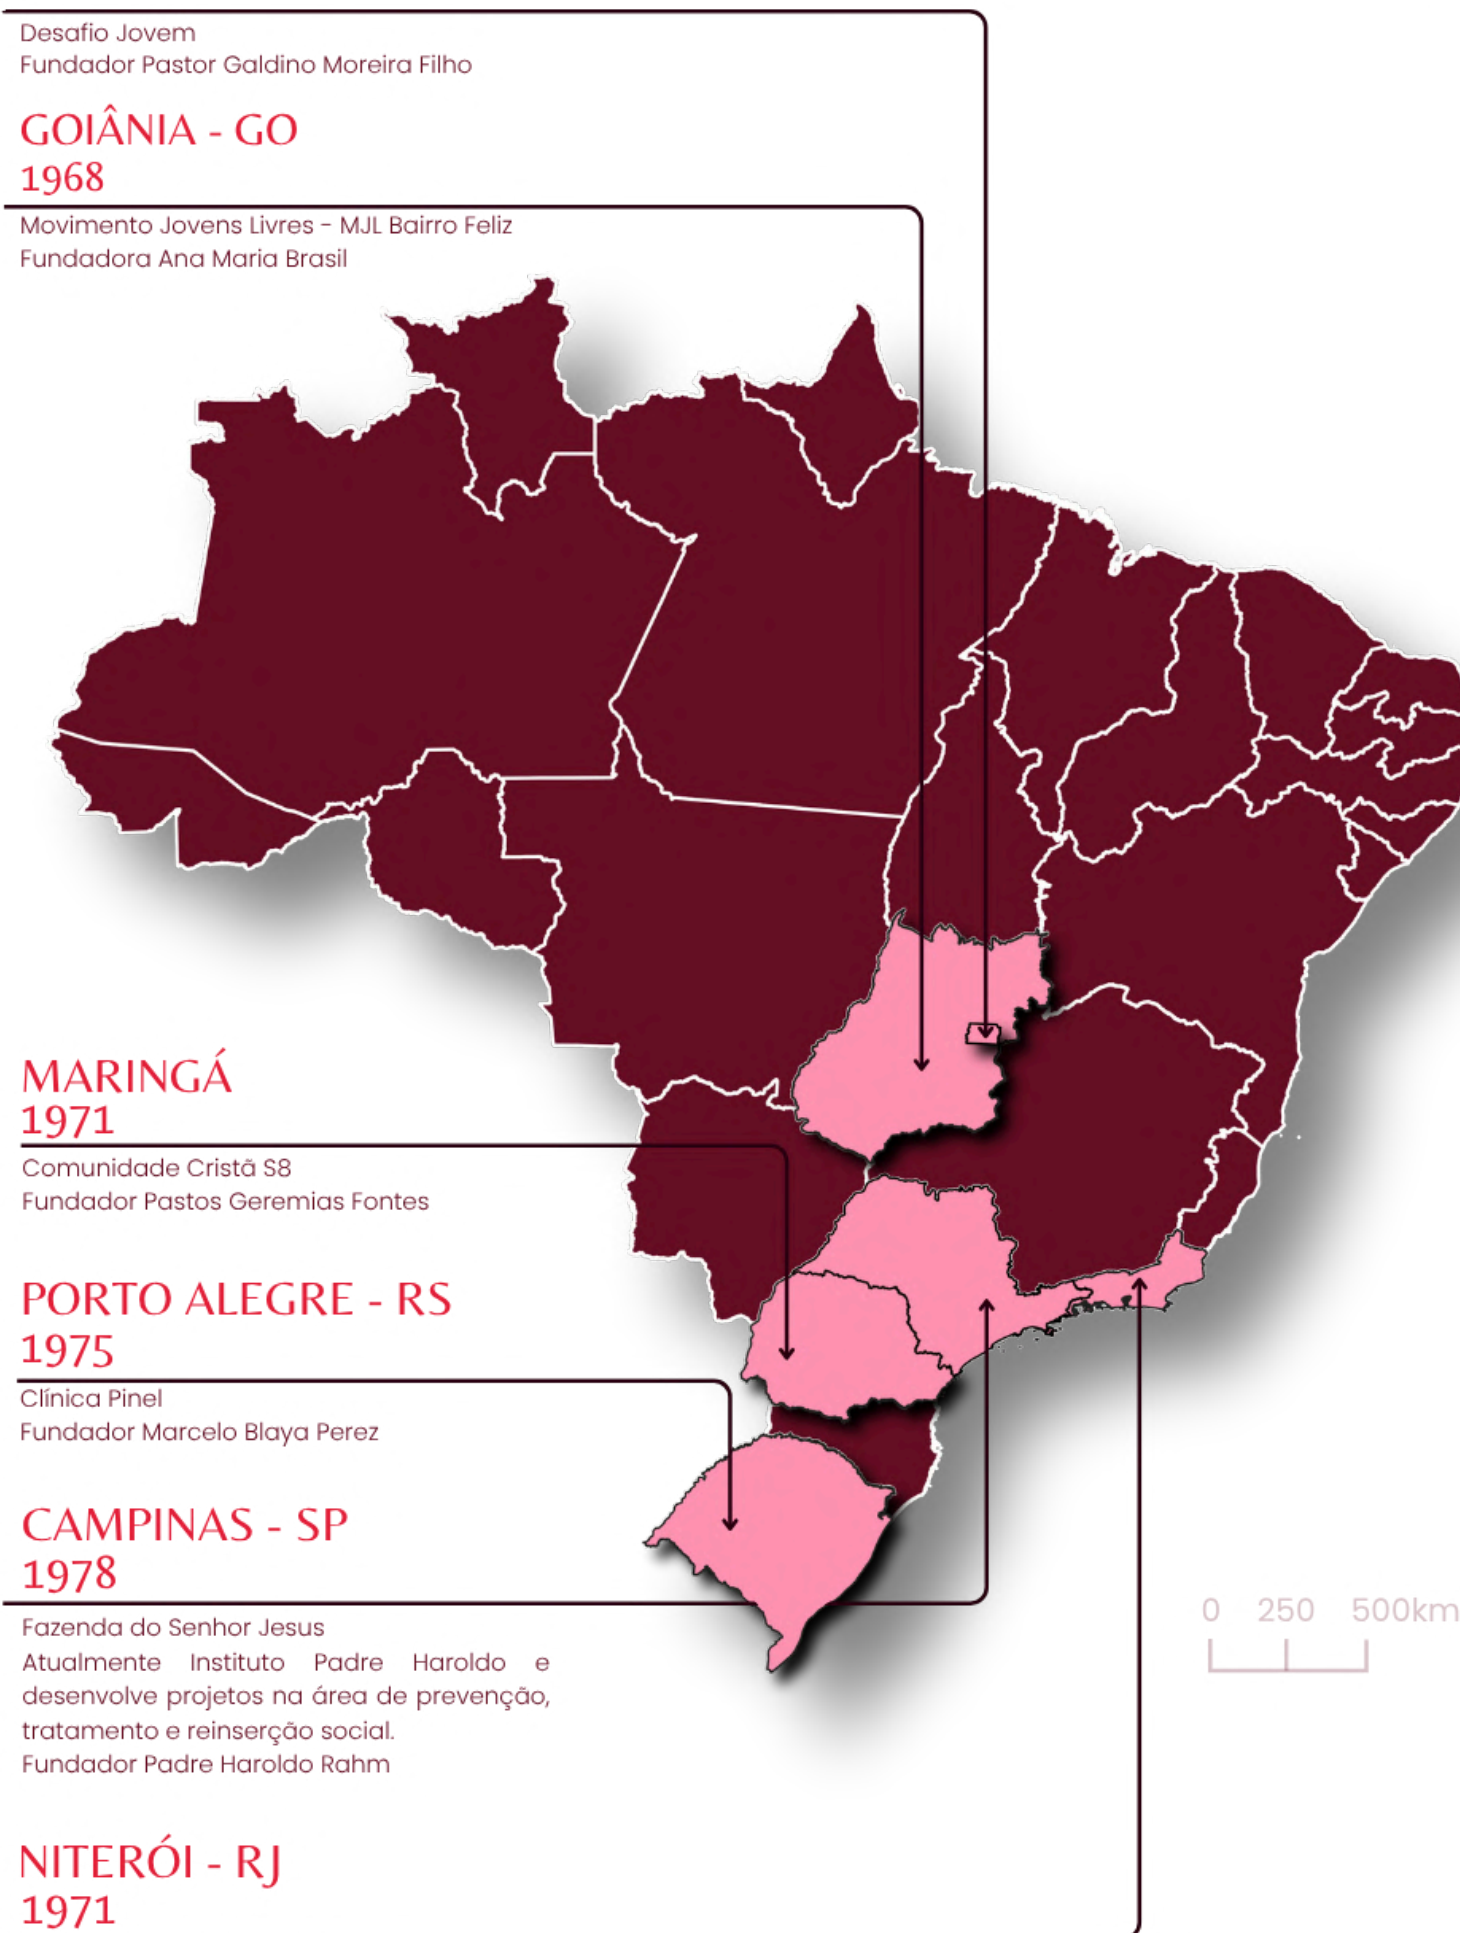 Desafio Jovem
Fundador Pastor Galdino Moreira Filho
GOIÂNIA - GO
1968
Movimento Jovens Livres - MJL Bairro Feliz
Fundadora Ana Maria Brasil
MARINGÁ
1971
Comunidade Cristã S8
Fundador Pastos Geremias Fontes
PORTO ALEGRE - RS
1975
Clínica Pinel
Fundador Marcelo Blaya Perez
CAMPINAS - SP
1978
Fazenda do Senhor Jesus
Atualmente Instituto Padre Haroldo e
desenvolve projetos na área de prevenção,
tratamento e reinserção social.
Fundador Padre Haroldo Rahm
0 250 500km
NITERÓI - RJ
1971